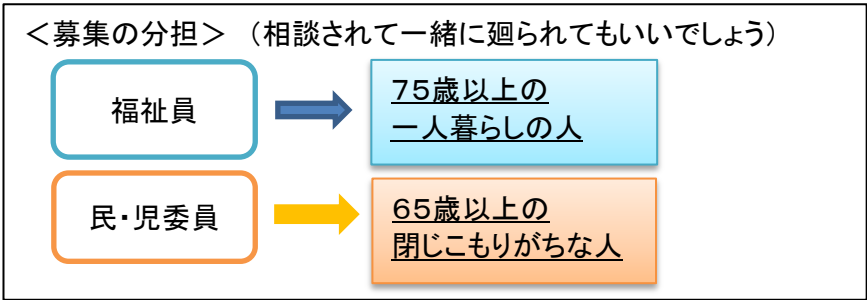 ＜募集の分担＞ （相談されて一緒に廻られてもいいでしょう）
福祉員
７５歳以上の
一人暮らしの人
民・児委員
６５歳以上の
閉じこもりがちな人